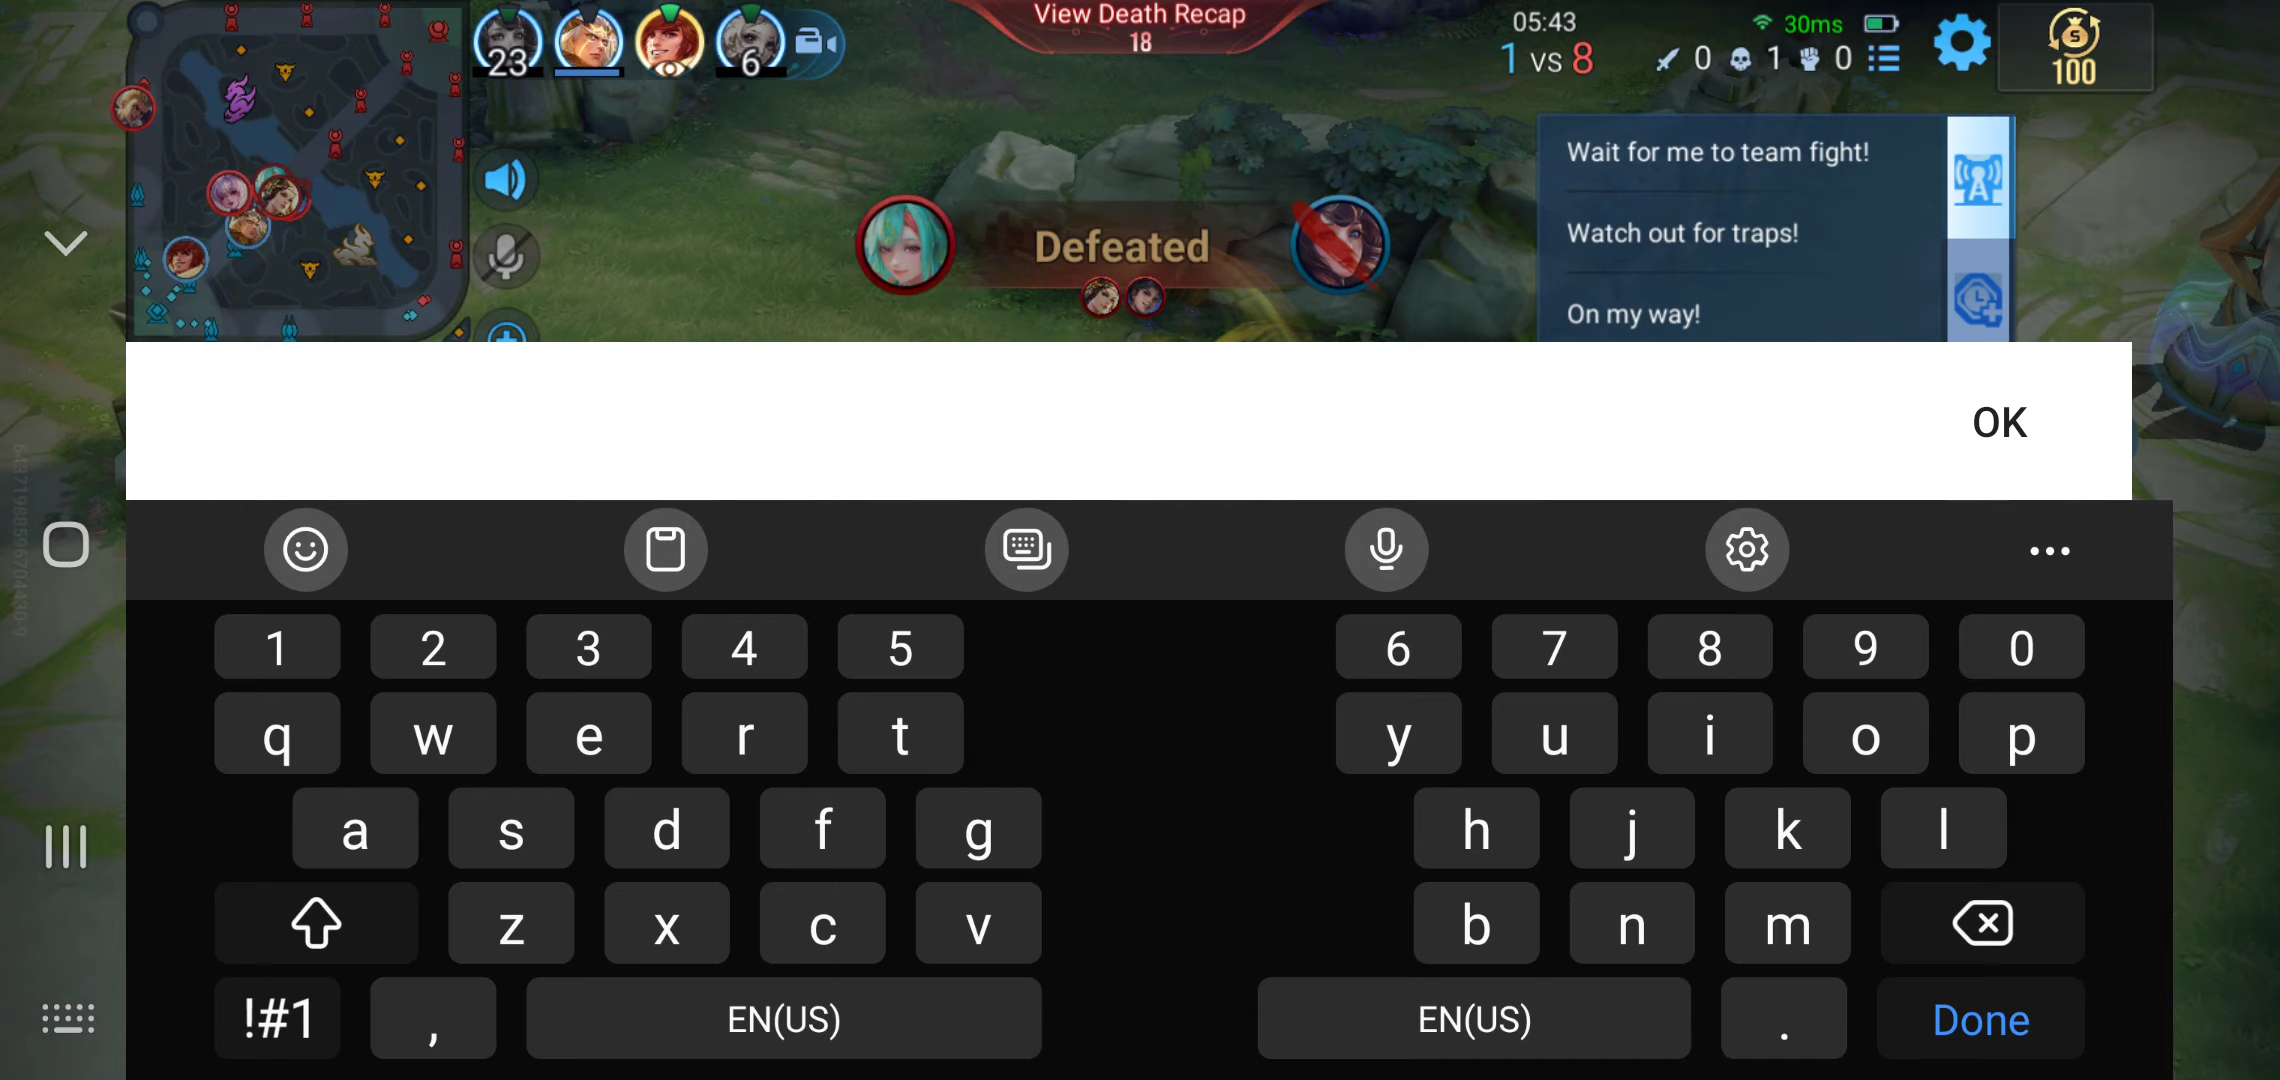 View Death Recap
18
05:43
30ms
1 VS 8
0
1
0
100
23
6
Wait for me to team fight!
Watch out for traps!
On my way!
Defeated
OK
1 2 3 4 5 6 7 8 9 0
q w e r t y u i o p
a s d f g h j k l
z x c v b n m
!#1 , EN(US) EN(US) . Done